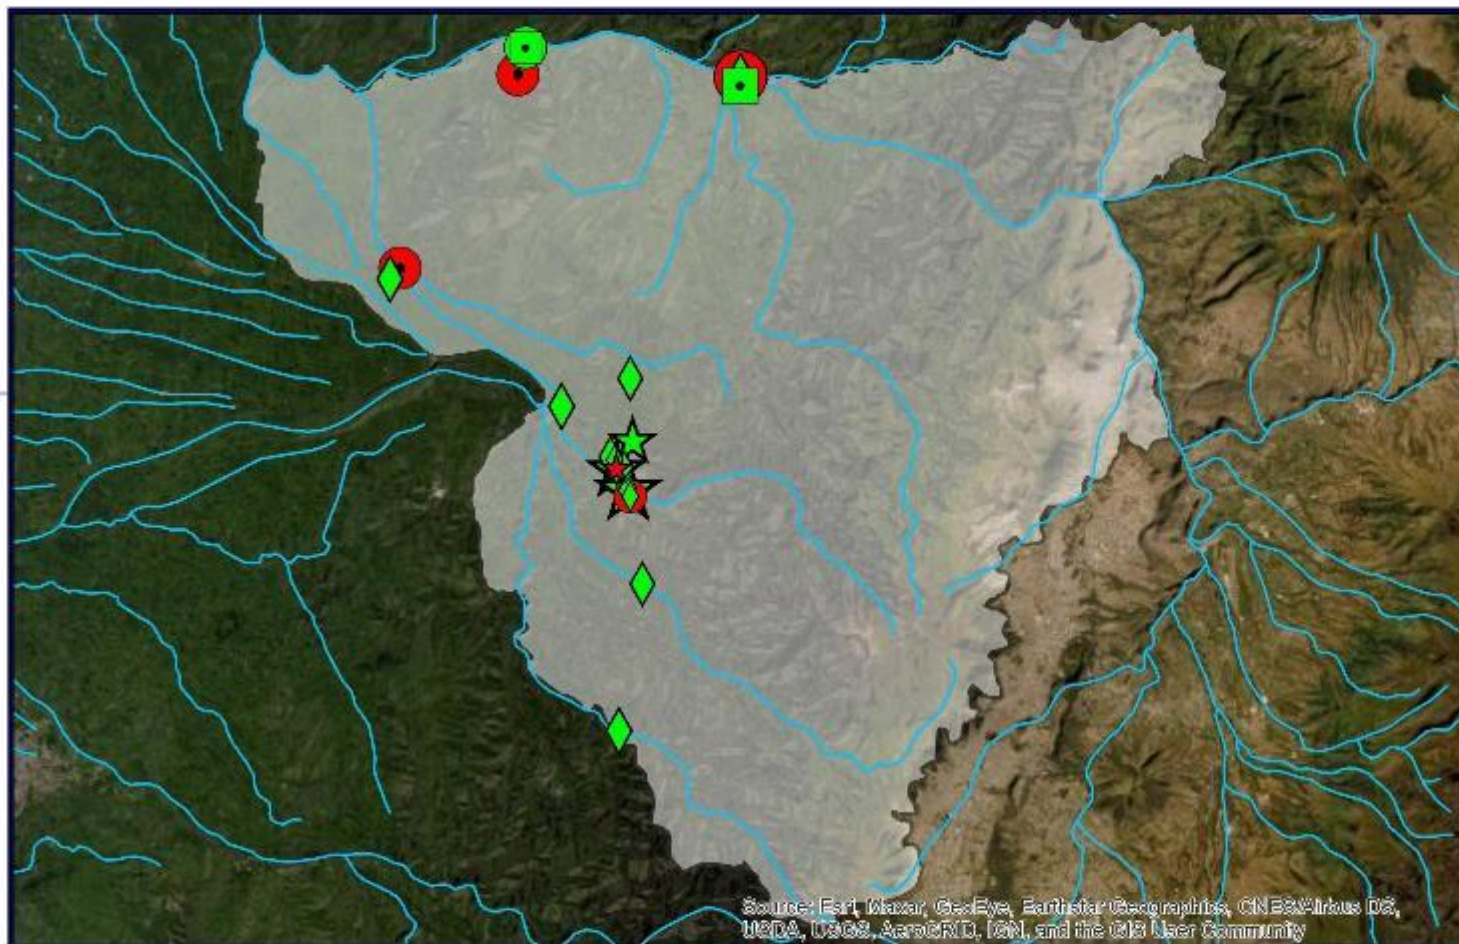 Source: Esri, Maxar, GeoEye, Earthstar Geographics, CNES/Airbus DS,
USDA, USGS, AeroGRID, IGN, and the GIS User Community